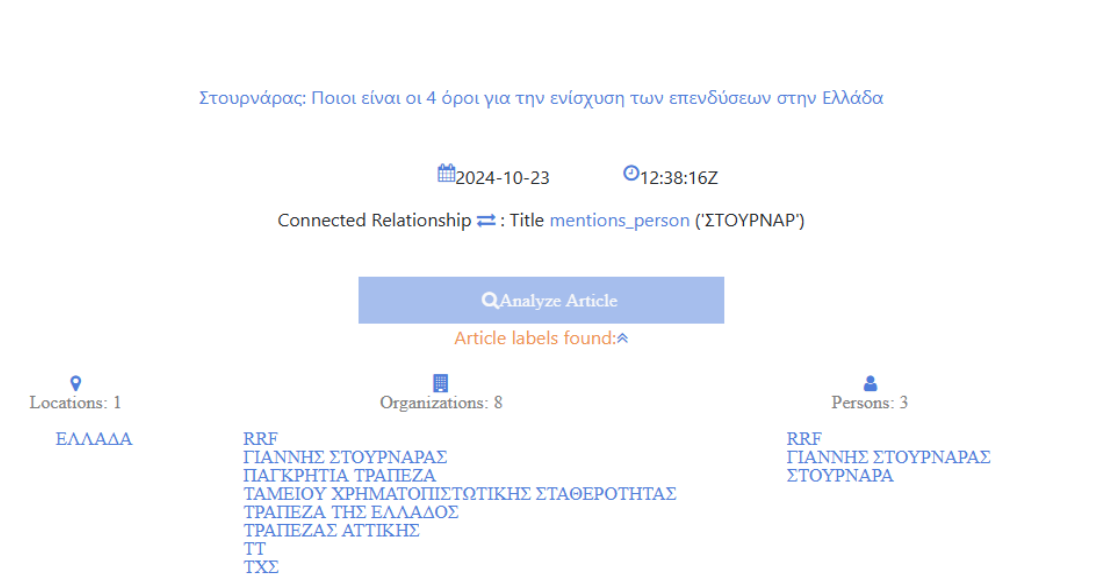 Στουρνάρας: Ποιοι είναι οι 4 όροι για την ενίσχυση των επενδύσεων στην Ελλάδα
2024-10-23 12:38:16Z
Connected Relationship : Title mentions_person ('ΣΤΟΥΡΝΑΡ')
Analyze Article
Article labels found:
Locations: 1
ΕΛΛΑΔΑ
Organizations: 8
RRF
ΓΙΑΝΝΗΣ ΣΤΟΥΡΝΑΡΑΣ
ΠΑΓΚΡΗΤΙΑ ΤΡΑΠΕΖΑ
ΤΑΜΕΙΟΥ ΧΡΗΜΑΤΟΠΙΣΤΩΤΙΚΗΣ ΣΤΑΘΕΡΟΤΗΤΑΣ
ΤΡΑΠΕΖΑ ΤΗΣ ΕΛΛΑΔΟΣ
ΤΡΑΠΕΖΑΣ ΑΤΤΙΚΗΣ
ΤΤ
ΤΧΣ
Persons: 3
RRF
ΓΙΑΝΝΗΣ ΣΤΟΥΡΝΑΡΑΣ
ΣΤΟΥΡΝΑΡΑ